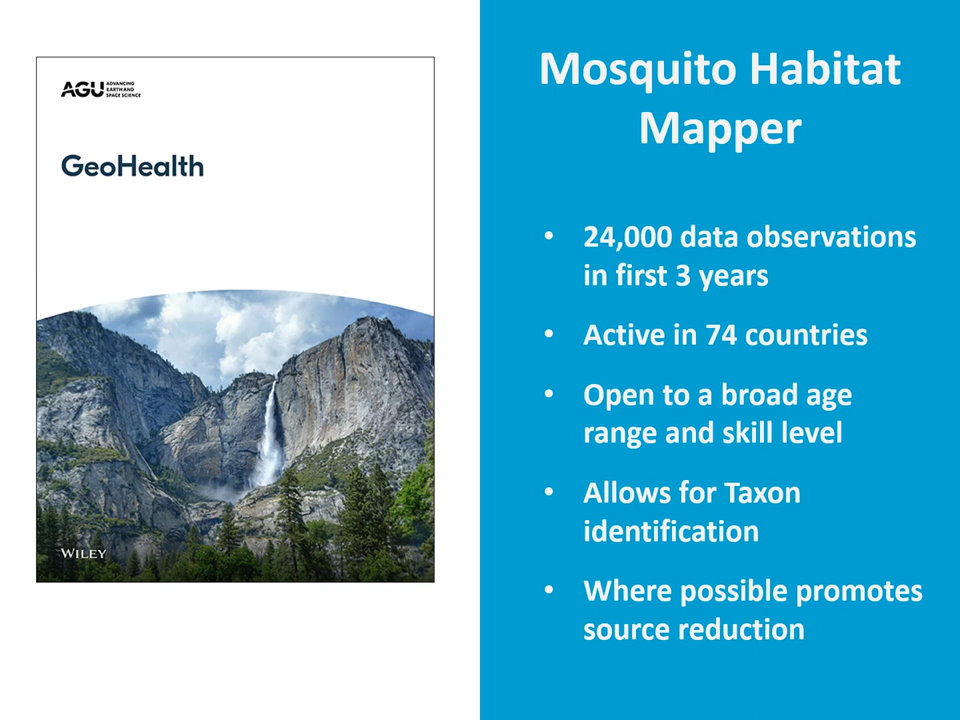 AGU ADVANCING
EARTH AND
SPACE SCIENCE
GeoHealth
WILEY
Mosquito Habitat
Mapper
• 24,000 data observations
in first 3 years
• Active in 74 countries
• Open to a broad age
range and skill level
• Allows for Taxon
identification
• Where possible promotes
source reduction